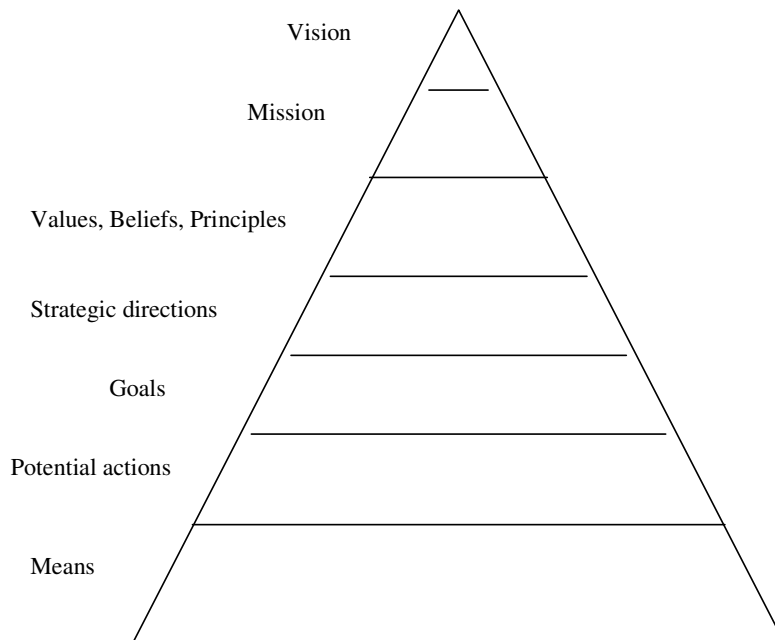 Vision
Mission
Values, Beliefs, Principles
Strategic directions
Goals
Potential actions
Means